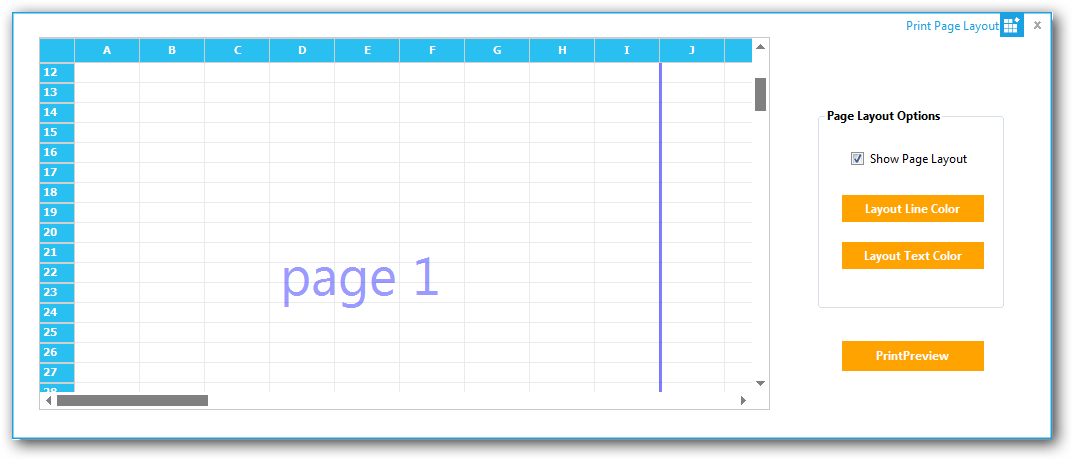 Print Page Layout
A B C D E F G H I J
12
13
14
15
16
17
18
19
20
21
22
23
24
25
26
27
28
page 1
Page Layout Options
Show Page Layout
Layout Line Color
Layout Text Color
PrintPreview